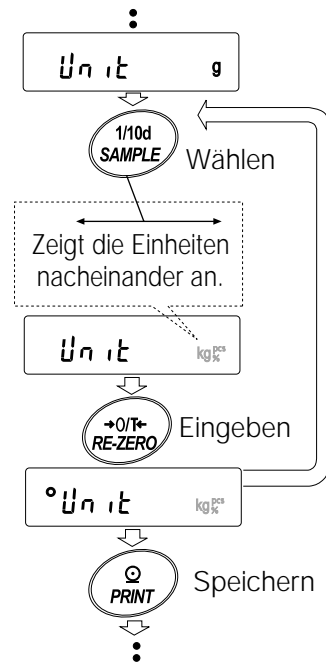 Unit g
1/10d
SAMPLE
Wählen
Zeigt die Einheiten
nacheinander an.
Unit kg pcs %
→0/T←
RE-ZERO
Eingeben
°Unit kg pcs %
PRINT
Speichern